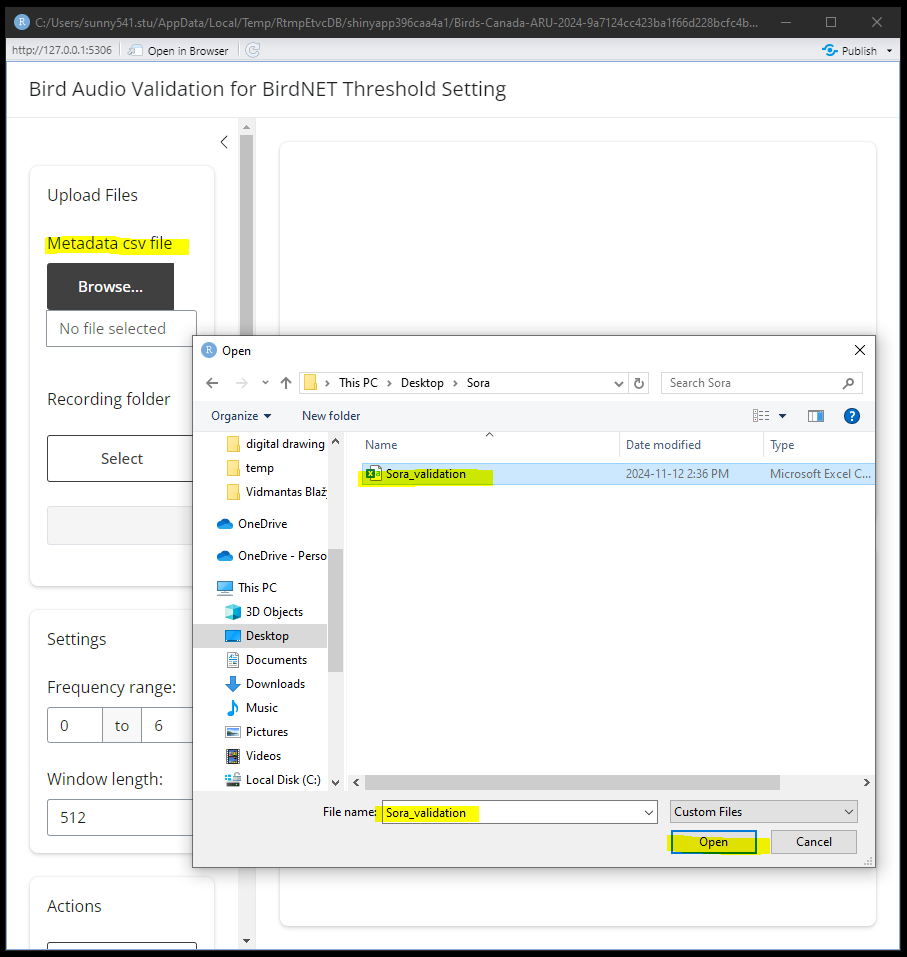 C:/Users/sunny541.stu/AppData/Local/Temp/RtmpEtvcDB/shinyapp396caa4a1/Birds-Canada-ARU-2024-9a7124cc423ba1f66d228bcfc4b...
http://127.0.0.1:5306
Open in Browser
Publish
Bird Audio Validation for BirdNET Threshold Setting
Upload Files
Metadata csv file
Browse...
No file selected
Recording folder
Select
Settings
Frequency range:
0 to 6
Window length:
512
Actions
Open
This PC > Desktop > Sora
Search Sora
Organize
New folder
digital drawing
temp
Vidmantas Blaž
OneDrive
OneDrive - Perso
This PC
3D Objects
Desktop
Documents
Downloads
Music
Pictures
Videos
Local Disk (C:)
Name
Date modified
Type
Sora_validation
2024-11-12 2:36 PM
Microsoft Excel C...
File name:
Sora_validation
Custom Files
Open
Cancel